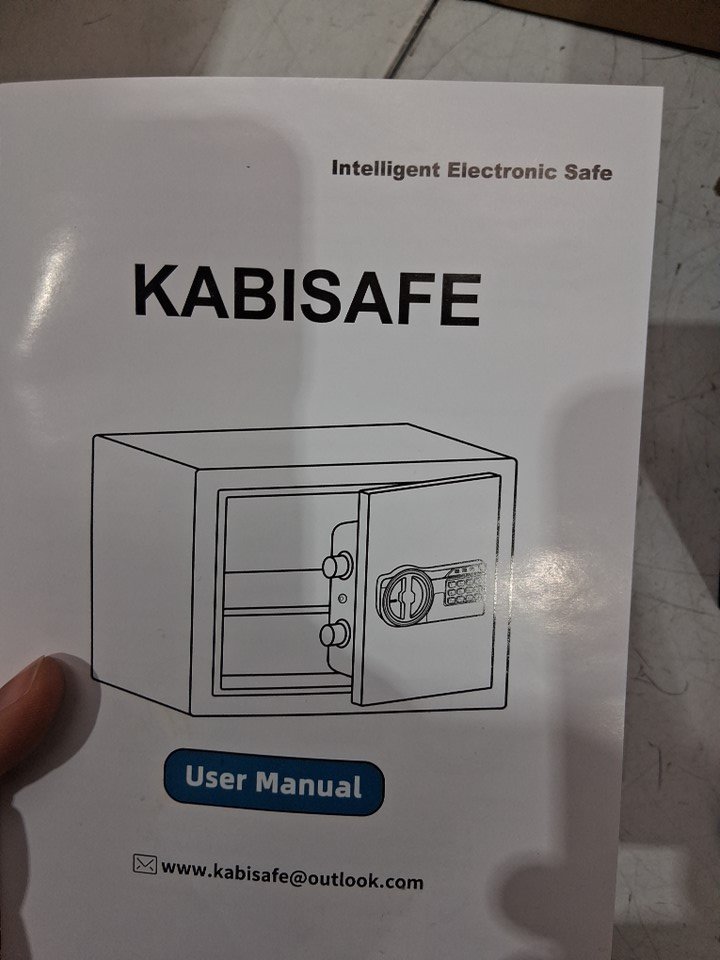 Intelligent Electronic Safe
KABISAFE
User Manual
www.kabisafe@outlook.com